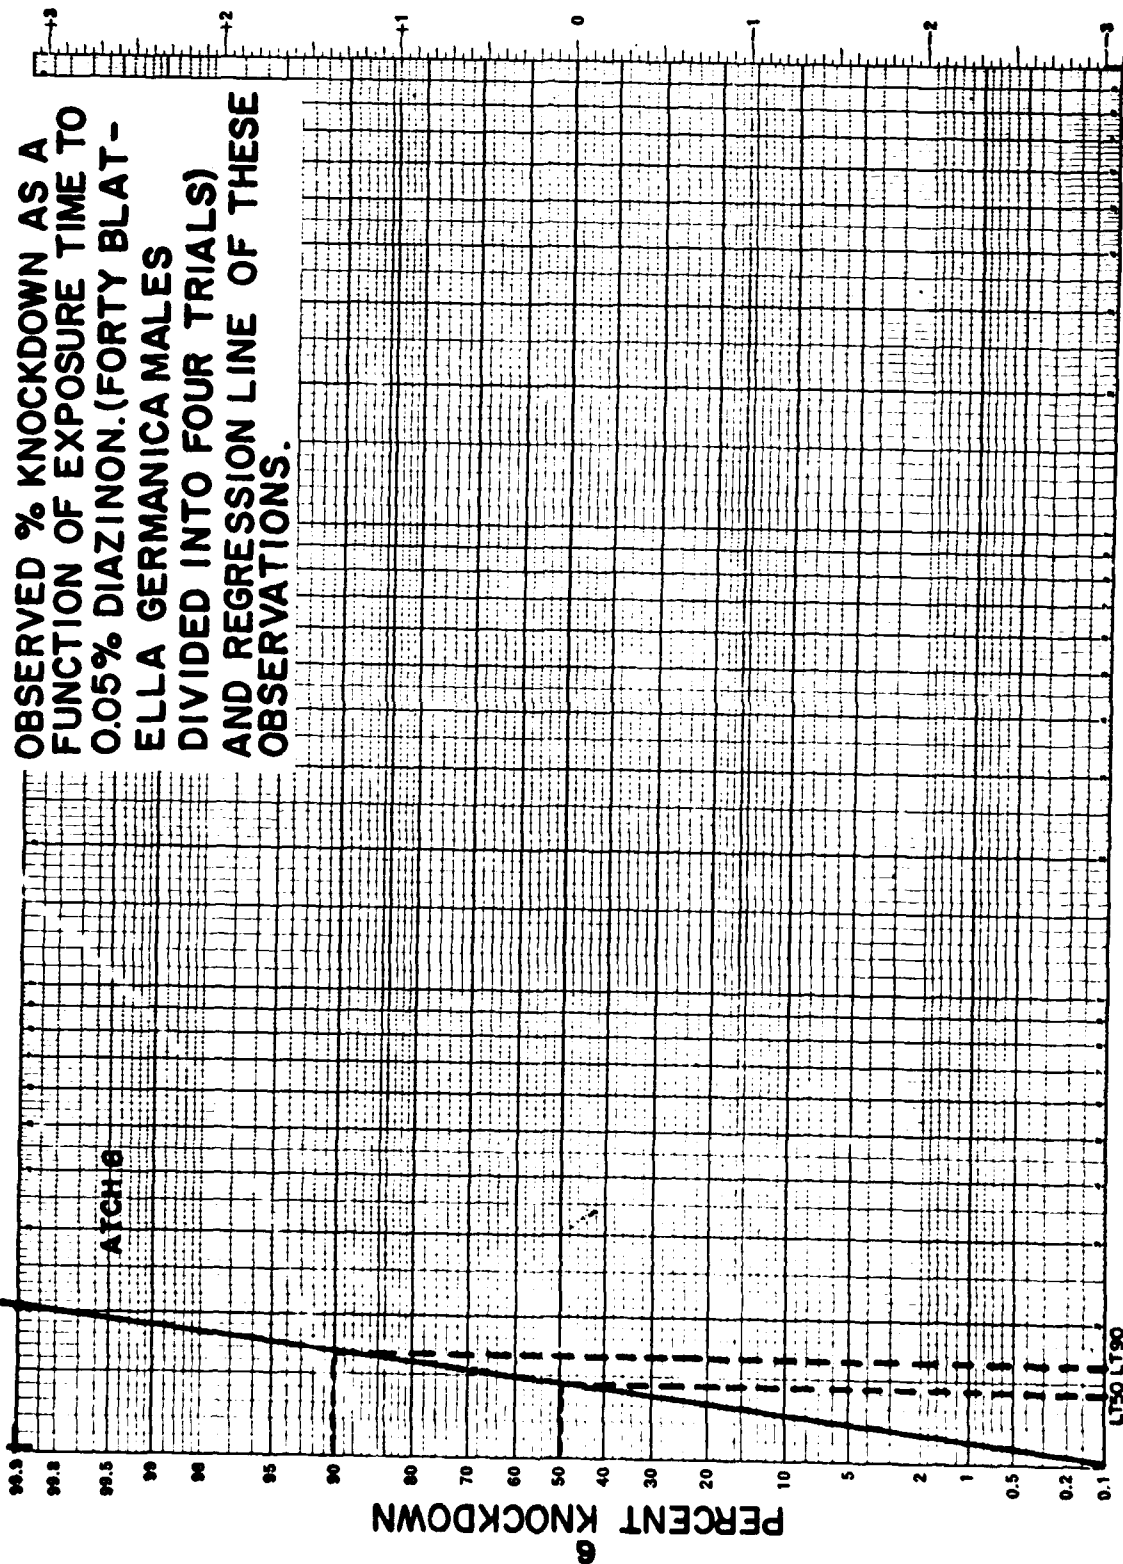 OBSERVED % KNOCKDOWN AS A
FUNCTION OF EXPOSURE TIME TO
0.05% DIAZINON.(FORTY BLAT-
ELLA GERMANICA MALES
DIVIDED INTO FOUR TRIALS)
AND REGRESSION LINE OF THESE
OBSERVATIONS.
+3
+2
+1
0
-1
-2
-3
ATCH 6
99.9
99.8
99.5
99
98
95
90
80
70
60
50
40
30
20
10
5
2
1
0.5
0.2
0.1
PERCENT KNOCKDOWN
LT50 LT90
6